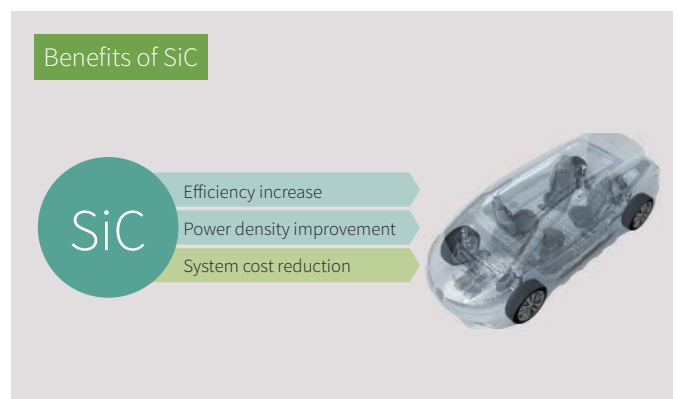 Benefits of SiC
SiC
Efficiency increase
Power density improvement
System cost reduction